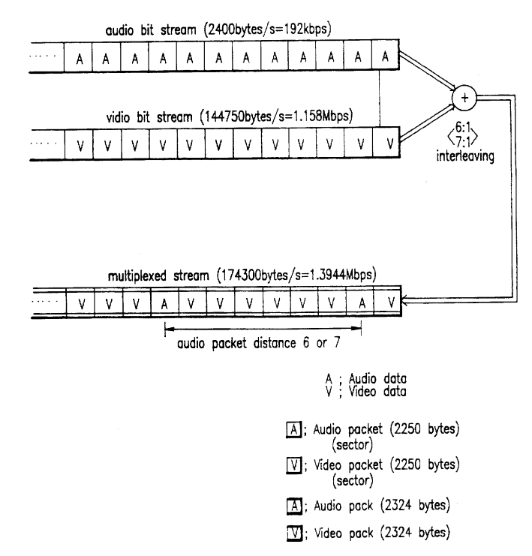 audio bit stream (2400bytes/s=192kbps)
..... A A A A A A A A A A A A
vidio bit stream (144750bytes/s=1.158Mbps)
..... V V V V V V V V V V V V
+
6:1
7:1
interleaving
multiplexed stream (174300bytes/s=1.3944Mbps)
..... V V V A V V V V V V A V
audio packet distance 6 or 7
A ; Audio data
V ; Video data
A ; Audio packet (2250 bytes)
(sector)
V ; Video packet (2250 bytes)
(sector)
A ; Audio pack (2324 bytes)
V ; Video pack (2324 bytes)